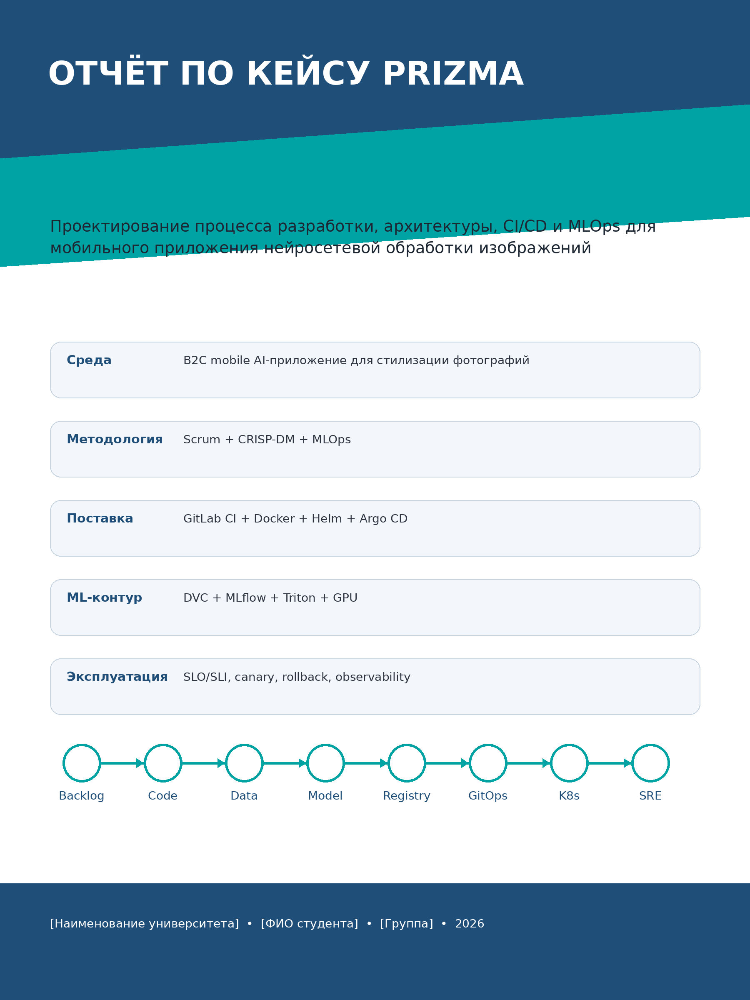 ОТЧЁТ ПО КЕЙСУ PRIZMA
Проектирование процесса разработки, архитектуры, CI/CD и MLOps для
мобильного приложения нейросетевой обработки изображений
Среда B2C mobile AI-приложение для стилизации фотографий
Методология Scrum + CRISP-DM + MLOps
Поставка GitLab CI + Docker + Helm + Argo CD
ML-контур DVC + MLflow + Triton + GPU
Эксплуатация SLO/SLI, canary, rollback, observability
Backlog Code Data Model Registry GitOps K8s SRE
[Наименование университета] • [ФИО студента] • [Группа] • 2026